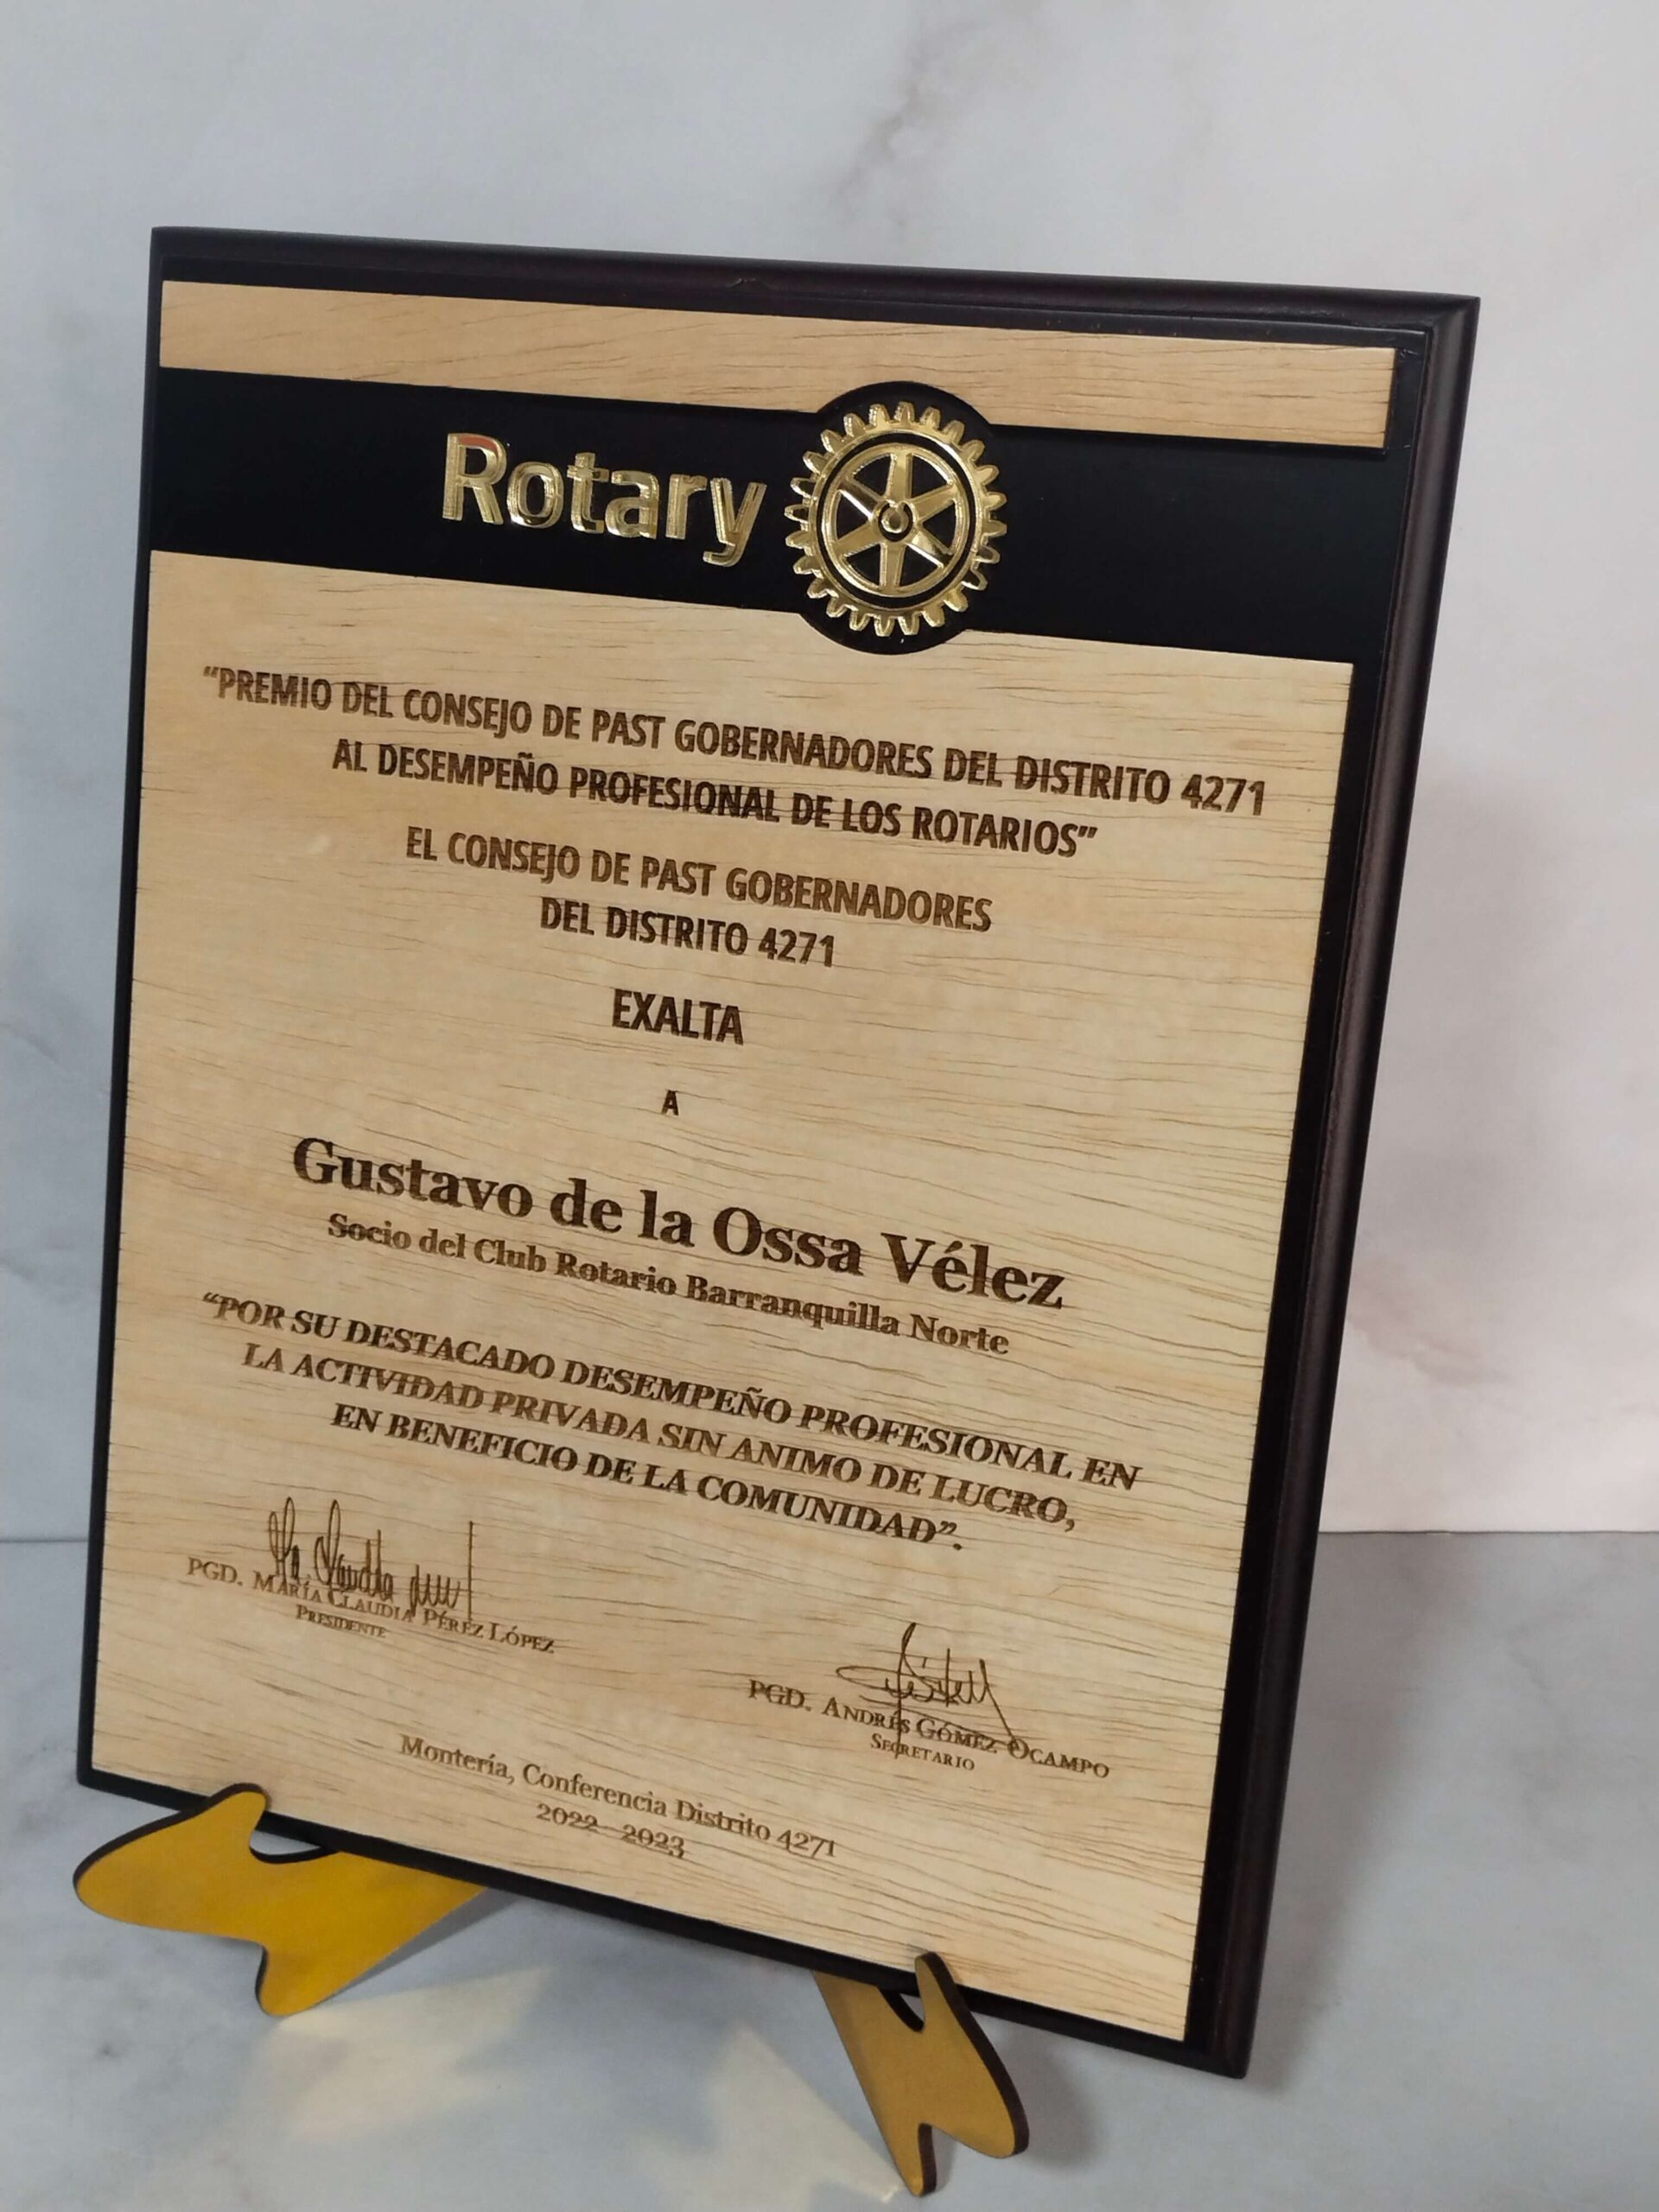 Rotary
“PREMIO DEL CONSEJO DE PAST GOBERNADORES DEL DISTRITO 4271
AL DESEMPEÑO PROFESIONAL DE LOS ROTARIOS”
EL CONSEJO DE PAST GOBERNADORES
DEL DISTRITO 4271
EXALTA
A
Gustavo de la Ossa Vélez
Socio del Club Rotario Barranquilla Norte
“POR SU DESTACADO DESEMPEÑO PROFESIONAL EN
LA ACTIVIDAD PRIVADA SIN ANIMO DE LUCRO,
EN BENEFICIO DE LA COMUNIDAD”.
PGD. MARÍA CLAUDIA PÉREZ LÓPEZ
PRESIDENTE
PGD. ANDRÉS GÓMEZ OCAMPO
SECRETARIO
Montería, Conferencia Distrito 4271
2022 - 2023